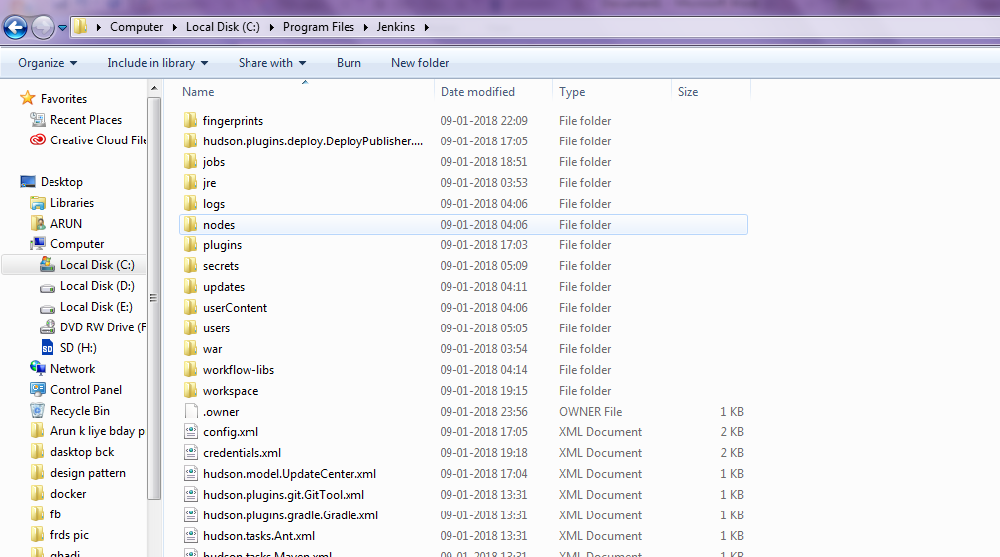 Computer Local Disk (C:) Program Files Jenkins
Organize Include in library Share with Burn New folder
Name Date modified Type Size
Favorites
Recent Places
Creative Cloud File
Desktop
Libraries
ARUN
Computer
Local Disk (C:)
Local Disk (D:)
Local Disk (E:)
DVD RW Drive (F
SD (H:)
Network
Control Panel
Recycle Bin
Arun k liye bday p
dasktop bck
design pattern
docker
fb
frds pic
ghadi
fingerprints 09-01-2018 22:09 File folder
hudson.plugins.deploy.DeployPublisher.... 09-01-2018 17:05 File folder
jobs 09-01-2018 18:51 File folder
jre 09-01-2018 03:53 File folder
logs 09-01-2018 04:06 File folder
nodes 09-01-2018 04:06 File folder
plugins 09-01-2018 17:03 File folder
secrets 09-01-2018 05:09 File folder
updates 09-01-2018 04:11 File folder
userContent 09-01-2018 04:06 File folder
users 09-01-2018 05:05 File folder
war 09-01-2018 03:54 File folder
workflow-libs 09-01-2018 04:14 File folder
workspace 09-01-2018 19:15 File folder
.owner 09-01-2018 23:56 OWNER File 1 KB
config.xml 09-01-2018 17:05 XML Document 2 KB
credentials.xml 09-01-2018 19:18 XML Document 2 KB
hudson.model.UpdateCenter.xml 09-01-2018 17:04 XML Document 1 KB
hudson.plugins.git.GitTool.xml 09-01-2018 13:31 XML Document 1 KB
hudson.plugins.gradle.Gradle.xml 09-01-2018 13:31 XML Document 1 KB
hudson.tasks.Ant.xml 09-01-2018 13:31 XML Document 1 KB
hudson.tasks.Maven.xml 09-01-2018 13:31 XML Document 1 KB